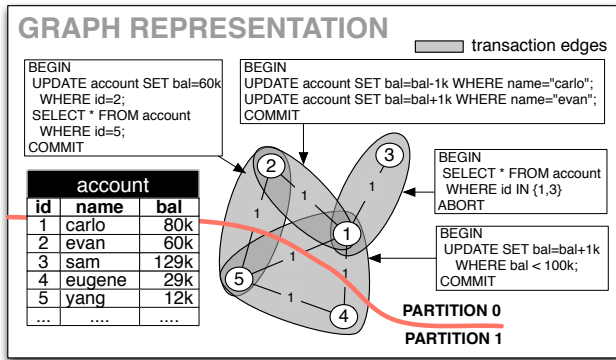 GRAPH REPRESENTATION
transaction edges
BEGIN
UPDATE account SET bal=60k
WHERE id=2;
SELECT * FROM account
WHERE id=5;
COMMIT
BEGIN
UPDATE account SET bal=bal-1k WHERE name="carlo";
UPDATE account SET bal=bal+1k WHERE name="evan";
COMMIT
BEGIN
SELECT * FROM account
WHERE id IN {1,3}
ABORT
BEGIN
UPDATE SET bal=bal+1k
WHERE bal < 100k;
COMMIT
account
id name bal
1 carlo 80k
2 evan 60k
3 sam 129k
4 eugene 29k
5 yang 12k
... .... ....
2
3
1
5
4
1
1
1
1
1
1
PARTITION 0
PARTITION 1